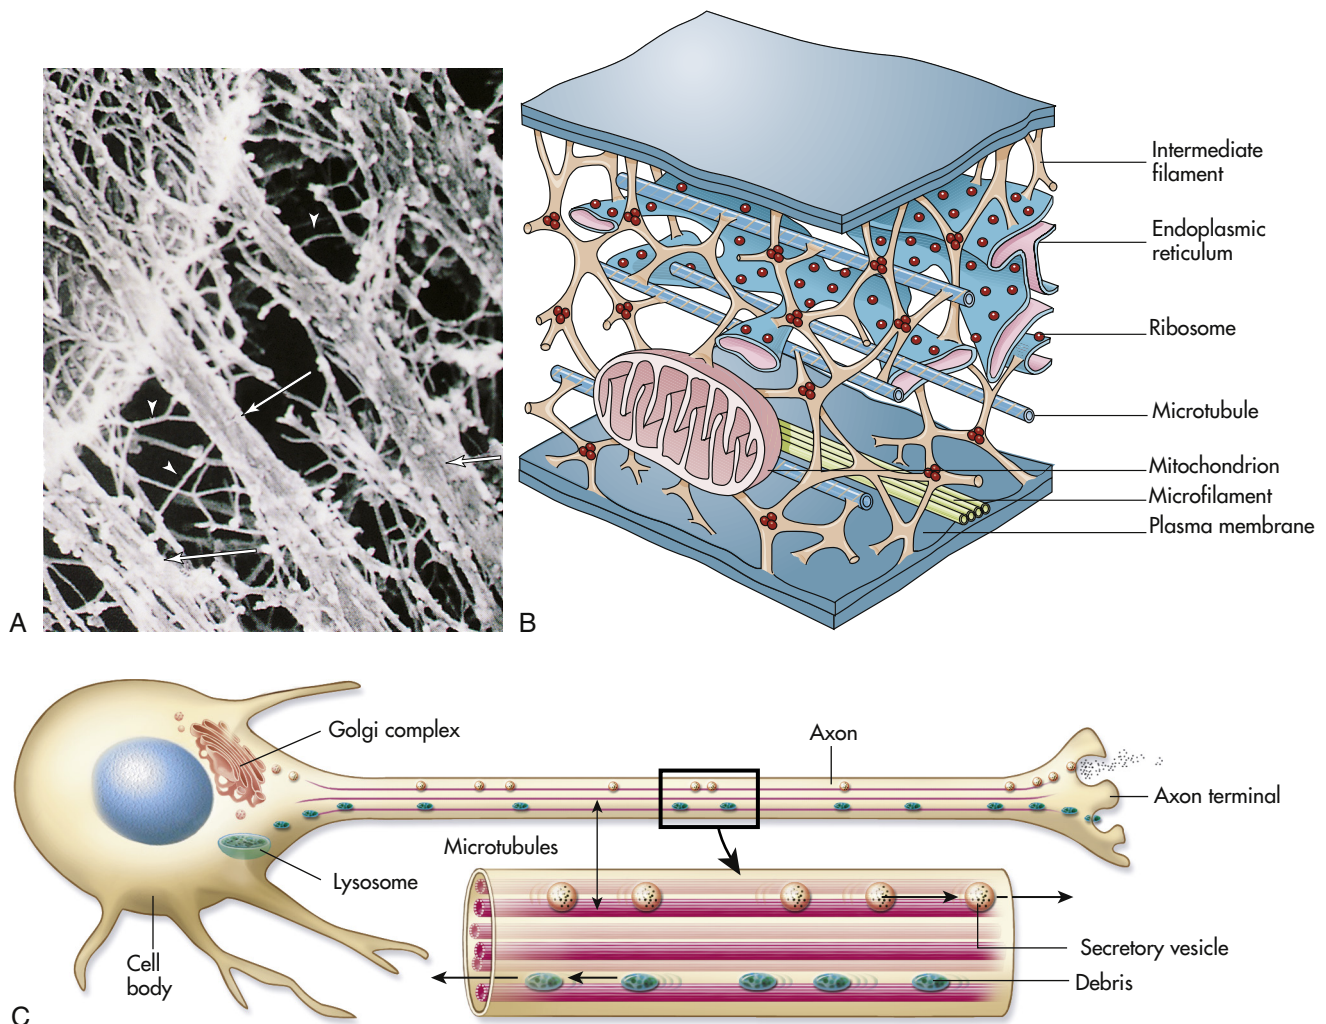 A
B
Intermediate
filament
Endoplasmic
reticulum
Ribosome
Microtubule
Mitochondrion
Microfilament
Plasma membrane
Golgi complex
Axon
Axon terminal
Microtubules
Lysosome
Secretory vesicle
Cell
body
Debris
C